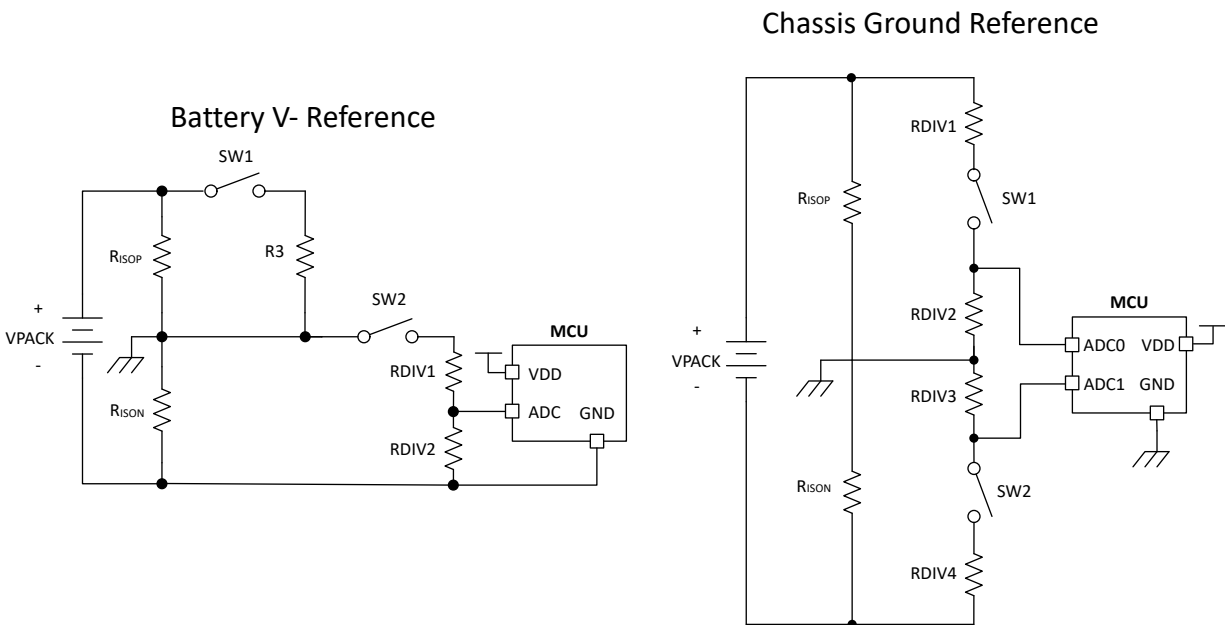 Chassis Ground Reference
Battery V- Reference
SW1
RISOP
R3
SW2
+
VPACK
-
RISON
RDIV1
RDIV2
MCU
VDD
ADC
GND
RDIV1
SW1
RISOP
RDIV2
+
VPACK
-
RDIV3
RISON
SW2
RDIV4
MCU
ADC0
VDD
ADC1
GND